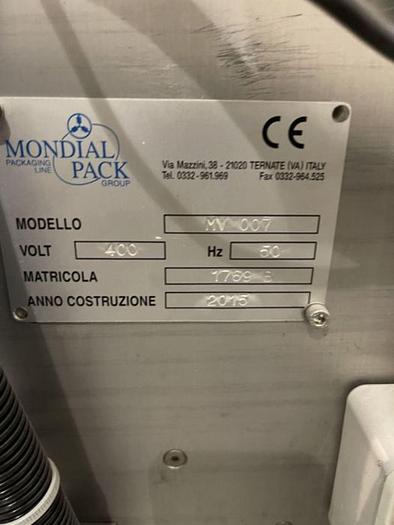 MONDIAL
PACKAGING PACK
LINE GROUP
CE
Via Mazzini, 38 - 21020 TERNATE (VA) ITALY
Tel. 0332-961.969 Fax 0332-964.525
MODELLO MV 007
VOLT 400 Hz 50
MATRICOLA 1769 B
ANNO COSTRUZIONE 2015